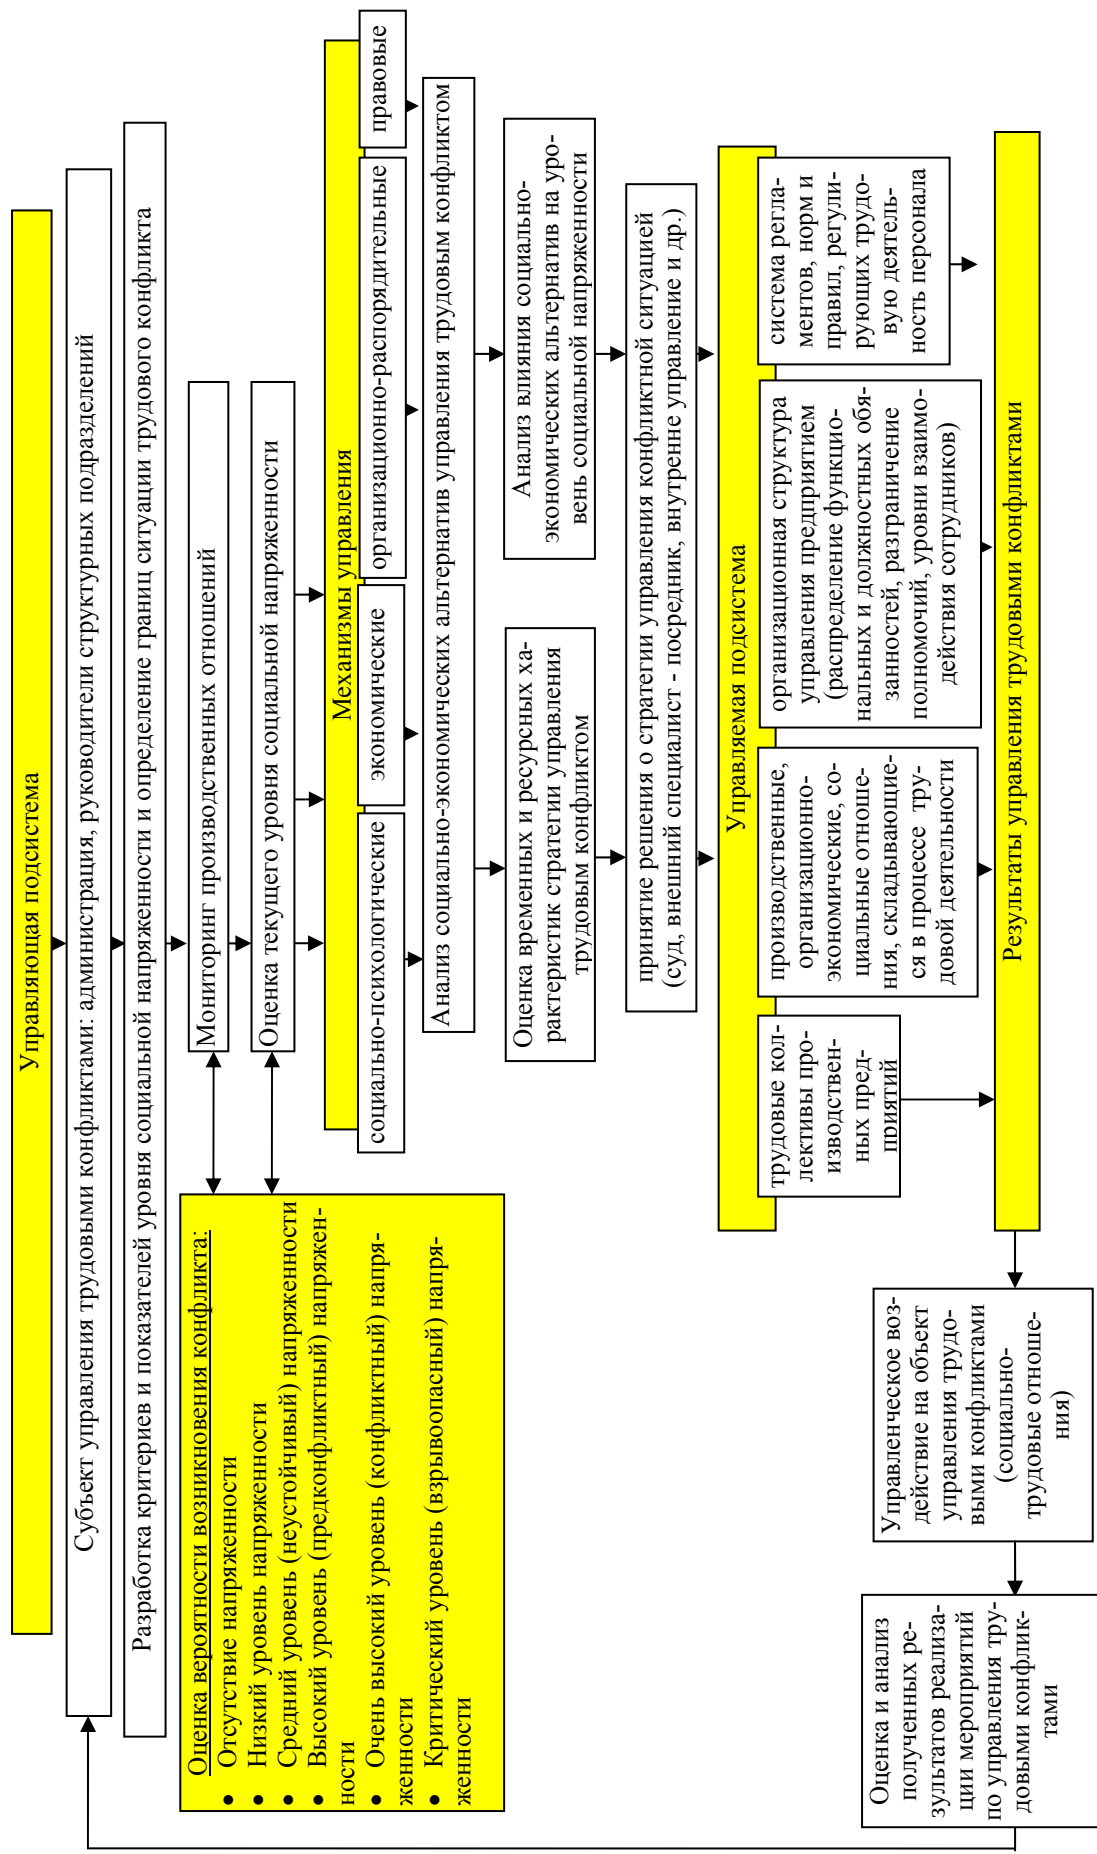 Управляющая подсистема
Субъект управления трудовыми конфликтами: администрация, руководители структурных подразделений
Разработка критериев и показателей уровня социальной напряженности и определение границ ситуации трудового конфликта
Мониторинг производственных отношений
Оценка текущего уровня социальной напряженности
Оценка вероятности возникновения конфликта:
● Отсутствие напряженности
● Низкий уровень напряженности
● Средний уровень (неустойчивый) напряженности
● Высокий уровень (предконфликтный) напряжен-
ности
● Очень высокий уровень (конфликтный) напря-
женности
● Критический уровень (взрывоопасный) напря-
женности
Механизмы управления
социально-психологические
экономические
организационно-распорядительные
правовые
Анализ социально-экономических альтернатив управления трудовым конфликтом
Оценка временных и ресурсных ха-
рактеристик стратегии управления
трудовым конфликтом
Анализ влияния социально-
экономических альтернатив на уро-
вень социальной напряженности
принятие решения о стратегии управления конфликтной ситуацией
(суд, внешний специалист - посредник, внутренне управление и др.)
Управляемая подсистема
трудовые кол-
лективы про-
изводствен-
ных пред-
приятий
производственные,
организационно-
экономические, со-
циальные отноше-
ния, складывающие-
ся в процессе тру-
довой деятельности
организационная структура
управления предприятием
(распределение функцио-
нальных и должностных обя-
занностей, разграничение
полномочий, уровни взаимо-
действия сотрудников)
система регла-
ментов, норм и
правил, регули-
рующих трудо-
вую деятель-
ность персонала
Результаты управления трудовыми конфликтами
Управленческое воз-
действие на объект
управления трудо-
выми конфликтами
(социально-
трудовые отноше-
ния)
Оценка и анализ
полученных ре-
зультатов реализа-
ции мероприятий
по управления тру-
довыми конфлик-
тами